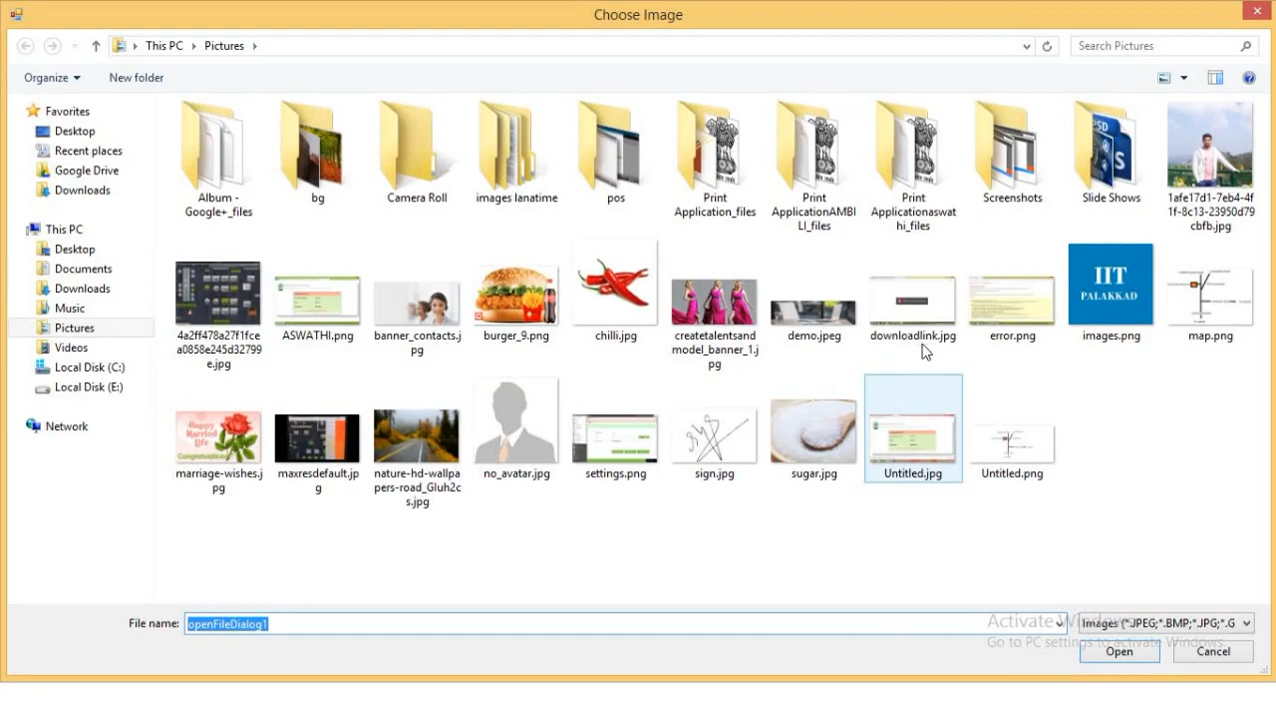 Choose Image
This PC
Pictures
Search Pictures
Organize
New folder
Favorites
Desktop
Recent places
Google Drive
Downloads
This PC
Desktop
Documents
Downloads
Music
Pictures
Videos
Local Disk (C:)
Local Disk (E:)
Network
Album -
Google+_files
bg
Camera Roll
images lanatime
pos
Print
Application_files
Print
ApplicationAMBI
LI_files
Print
Applicationaswat
hi_files
Screenshots
Slide Shows
1afe17d1-7eb4-4f
1f-8c13-23950d79
cbfb.jpg
4a2ff478a27f1fce
a0858e245d32799
e.jpg
ASWATHI.png
banner_contacts.j
pg
burger_9.png
chilli.jpg
createtalentsand
model_banner_1.j
pg
demo.jpeg
downloadlink.jpg
error.png
IIT
PALAKKAD
images.png
map.png
Happy
Married
Life
Congratulations
marriage-wishes.j
pg
maxresdefault.jp
g
nature-hd-wallpa
pers-road_Gluh2c
s.jpg
no_avatar.jpg
settings.png
sign.jpg
sugar.jpg
Untitled.jpg
Untitled.png
PSD
File name:
openFileDialog1
Images (*.JPEG;*.BMP;*.JPG;*.G
Activate Windows
Go to PC settings to activate Windows.
Open
Cancel